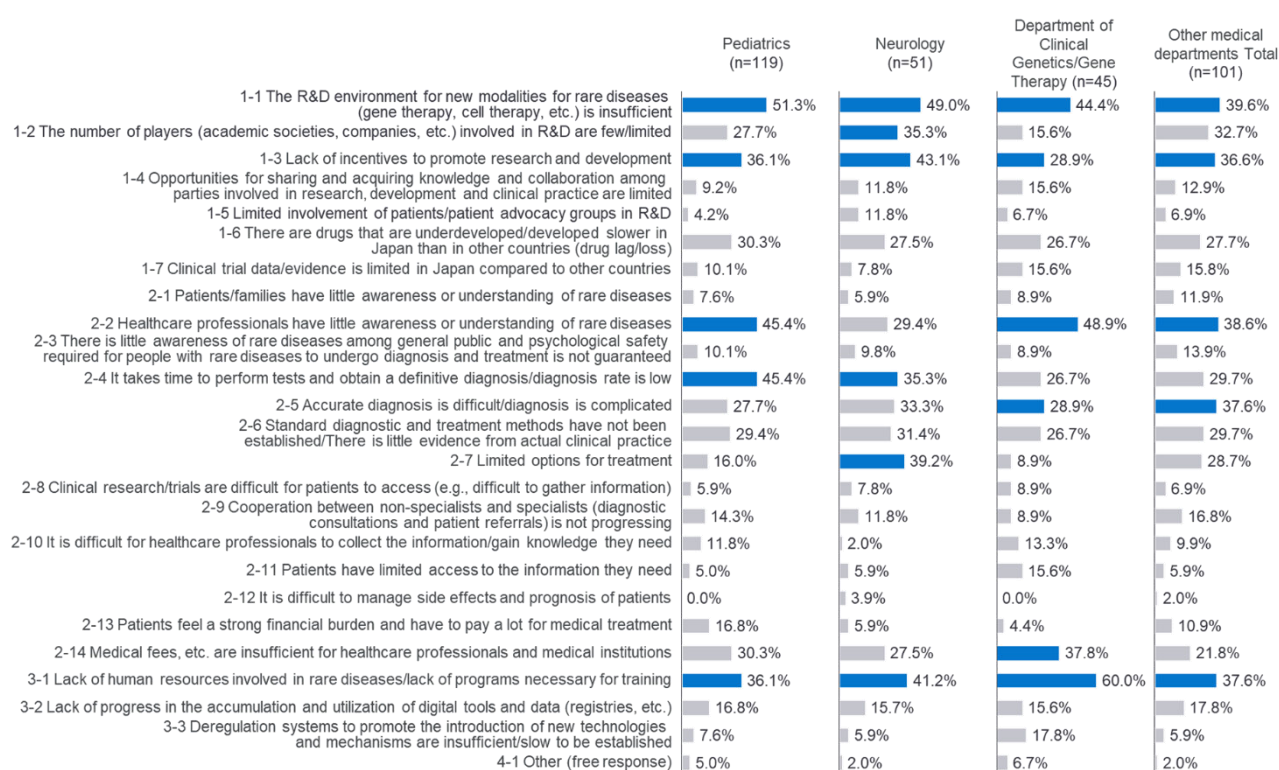 Pediatrics
(n=119)
Neurology
(n=51)
Department of
Clinical
Genetics/Gene
Therapy (n=45)
Other medical
departments Total
(n=101)
1-1 The R&D environment for new modalities for rare diseases
(gene therapy, cell therapy, etc.) is insufficient
51.3% 49.0% 44.4% 39.6%
1-2 The number of players (academic societies, companies, etc.) involved in R&D are few/limited
27.7% 35.3% 15.6% 32.7%
1-3 Lack of incentives to promote research and development
36.1% 43.1% 28.9% 36.6%
1-4 Opportunities for sharing and acquiring knowledge and collaboration among
parties involved in research, development and clinical practice are limited
9.2% 11.8% 15.6% 12.9%
1-5 Limited involvement of patients/patient advocacy groups in R&D
4.2% 11.8% 6.7% 6.9%
1-6 There are drugs that are underdeveloped/developed slower in
Japan than in other countries (drug lag/loss)
30.3% 27.5% 26.7% 27.7%
1-7 Clinical trial data/evidence is limited in Japan compared to other countries
10.1% 7.8% 15.6% 15.8%
2-1 Patients/families have little awareness or understanding of rare diseases
7.6% 5.9% 8.9% 11.9%
2-2 Healthcare professionals have little awareness or understanding of rare diseases
45.4% 29.4% 48.9% 38.6%
2-3 There is little awareness of rare diseases among general public and psychological safety
required for people with rare diseases to undergo diagnosis and treatment is not guaranteed
10.1% 9.8% 8.9% 13.9%
2-4 It takes time to perform tests and obtain a definitive diagnosis/diagnosis rate is low
45.4% 35.3% 26.7% 29.7%
2-5 Accurate diagnosis is difficult/diagnosis is complicated
27.7% 33.3% 28.9% 37.6%
2-6 Standard diagnostic and treatment methods have not been
established/There is little evidence from actual clinical practice
29.4% 31.4% 26.7% 29.7%
2-7 Limited options for treatment
16.0% 39.2% 8.9% 28.7%
2-8 Clinical research/trials are difficult for patients to access (e.g., difficult to gather information)
5.9% 7.8% 8.9% 6.9%
2-9 Cooperation between non-specialists and specialists (diagnostic
consultations and patient referrals) is not progressing
14.3% 11.8% 8.9% 16.8%
2-10 It is difficult for healthcare professionals to collect the information/gain knowledge they need
11.8% 2.0% 13.3% 9.9%
2-11 Patients have limited access to the information they need
5.0% 5.9% 15.6% 5.9%
2-12 It is difficult to manage side effects and prognosis of patients
0.0% 3.9% 0.0% 2.0%
2-13 Patients feel a strong financial burden and have to pay a lot for medical treatment
16.8% 5.9% 4.4% 10.9%
2-14 Medical fees, etc. are insufficient for healthcare professionals and medical institutions
30.3% 27.5% 37.8% 21.8%
3-1 Lack of human resources involved in rare diseases/lack of programs necessary for training
36.1% 41.2% 60.0% 37.6%
3-2 Lack of progress in the accumulation and utilization of digital tools and data (registries, etc.)
16.8% 15.7% 15.6% 17.8%
3-3 Deregulation systems to promote the introduction of new technologies
and mechanisms are insufficient/slow to be established
7.6% 5.9% 17.8% 5.9%
4-1 Other (free response)
5.0% 2.0% 6.7% 2.0%